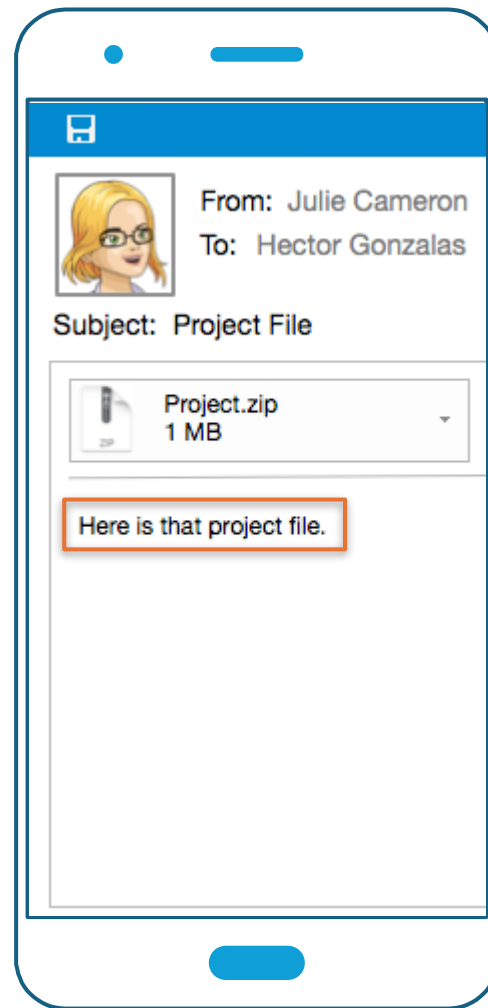 From: Julie Cameron
To: Hector Gonzalas
Subject: Project File
Project.zip
1 MB
ZIP
Here is that project file.